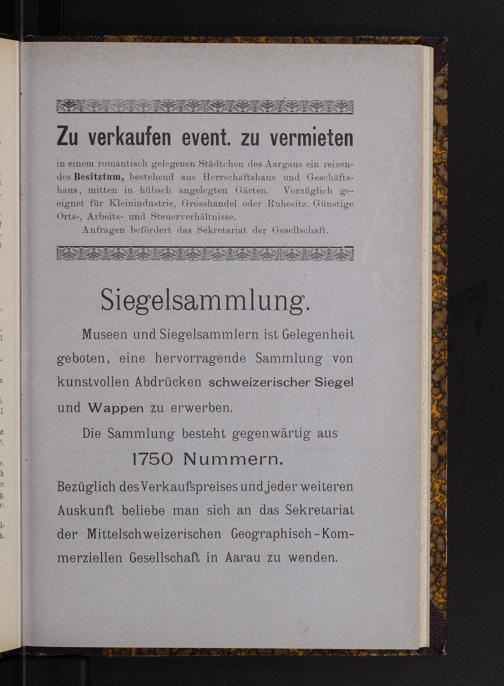 Zu verkaufen event. zu vermieten
in einem romantisch gelegenen Städtchen des Aargaus ein reizen-
des Besitztum, bestehend aus Herrschaftshaus und Geschäfts-
haus, mitten in hübsch angelegten Gärten. Vorzüglich ge-
eignet für Kleinindustrie, Grosshandel oder Ruhesitz. Günstige
Orts-, Arbeits- und Steuerverhältnisse.
Anfragen befördert das Sekretariat der Gesellschaft.
Siegelsammlung.
Museen und Siegelsammlern ist Gelegenheit
geboten, eine hervorragende Sammlung von
kunstvollen Abdrücken schweizerischer Siegel
und Wappen zu erwerben.
Die Sammlung besteht gegenwärtig aus
1750 Nummern.
Bezüglich des Verkaufspreises und jeder weiteren
Auskunft beliebe man sich an das Sekretariat
der Mittelschweizerischen Geographisch-Kom-
merziellen Gesellschaft in Aarau zu wenden.